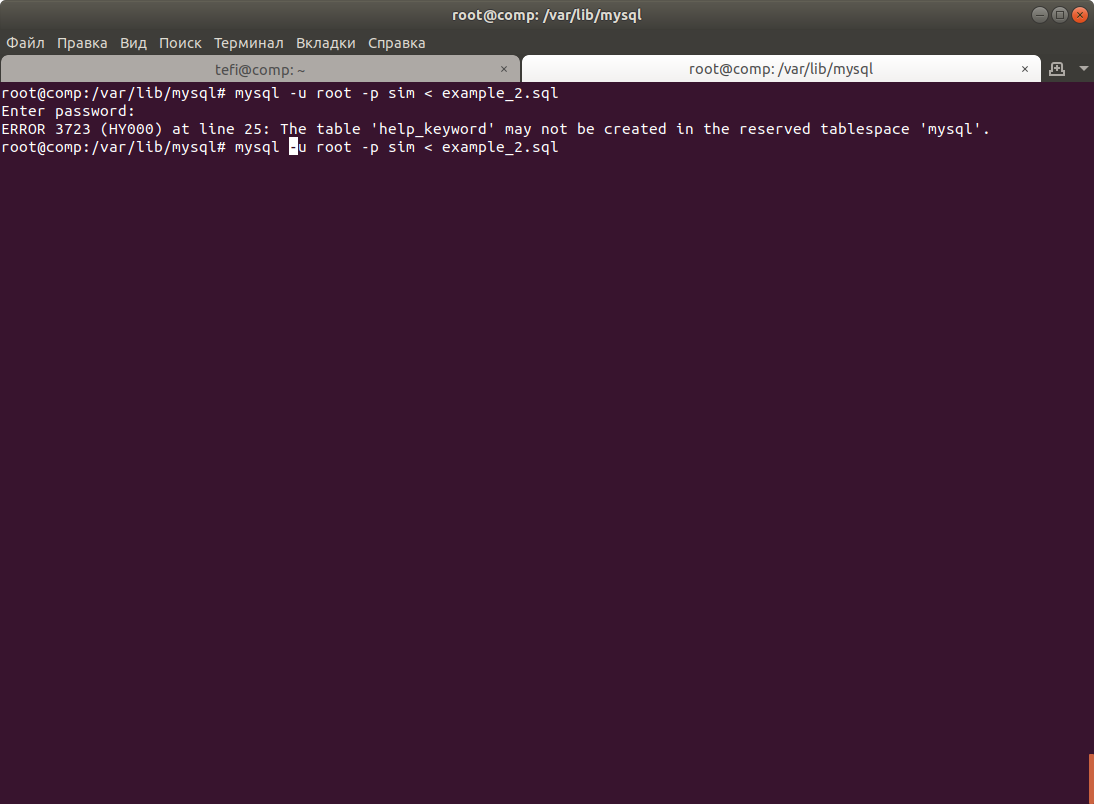 root@comp: /var/lib/mysql
Файл Правка Вид Поиск Терминал Вкладки Справка
tefi@comp: ~ × root@comp: /var/lib/mysql ×
root@comp:/var/lib/mysql# mysql -u root -p sim < example_2.sql
Enter password:
ERROR 3723 (HY000) at line 25: The table 'help_keyword' may not be created in the reserved tablespace 'mysql'.
root@comp:/var/lib/mysql# mysql -u root -p sim < example_2.sql